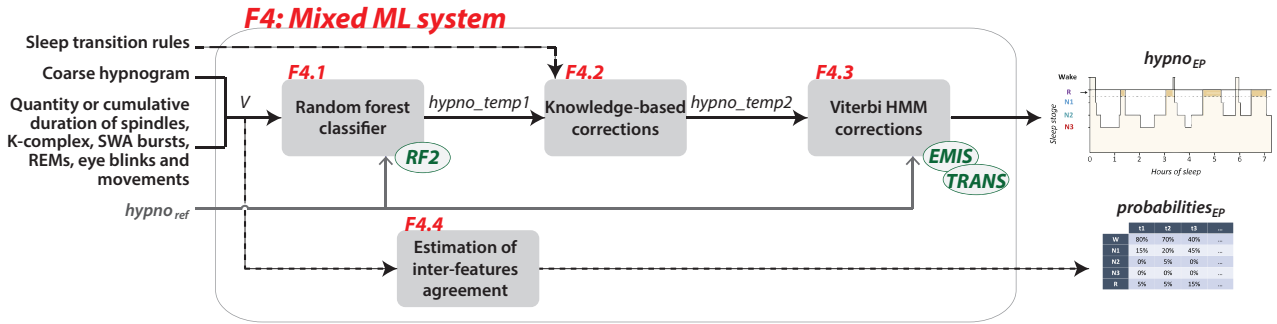 F4: Mixed ML system
Sleep transition rules
Coarse hypnogram
Quantity or cumulative
duration of spindles,
K-complex, SWA bursts,
REMs, eye blinks and
movements
hypno ref
V
F4.1
Random forest
classifier
RF2
hypno_temp1
F4.2
Knowledge-based
corrections
hypno_temp2
F4.3
Viterbi HMM
corrections
EMIS
TRANS
F4.4
Estimation of
inter-features
agreement
hypnoEP
Sleep stage
Wake
R
N1
N2
N3
0 1 2 3 4 5 6 7
Hours of sleep
probabilitiesEP
t1 t2 t3 ...
W 80% 70% 40% ...
N1 15% 20% 45% ...
N2 0% 5% 0% ...
N3 0% 0% 0% ...
R 5% 5% 15% ...